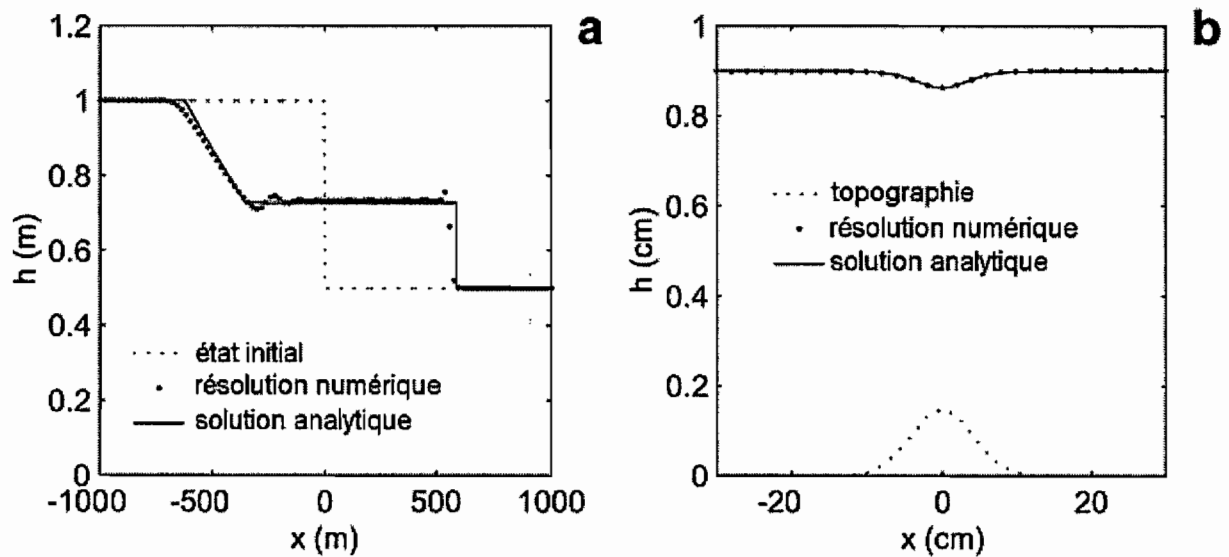 a
1.2
1
0.8
0.6
0.4
0.2
0
h (m)
état initial
résolution numérique
solution analytique
-1000
-500
0
500
1000
x (m)
b
1
0.8
0.6
0.4
0.2
0
h (cm)
topographie
résolution numérique
solution analytique
-20
0
20
x (cm)